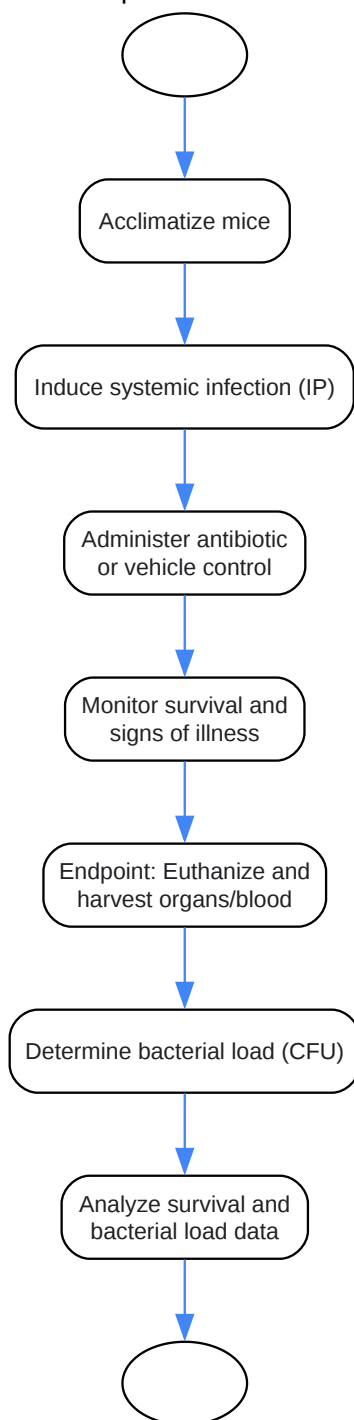 Acclimatize mice
Induce systemic infection (IP)
Administer antibiotic
or vehicle control
Monitor survival and
signs of illness
Endpoint: Euthanize and
harvest organs/blood
Determine bacterial load (CFU)
Analyze survival and
bacterial load data